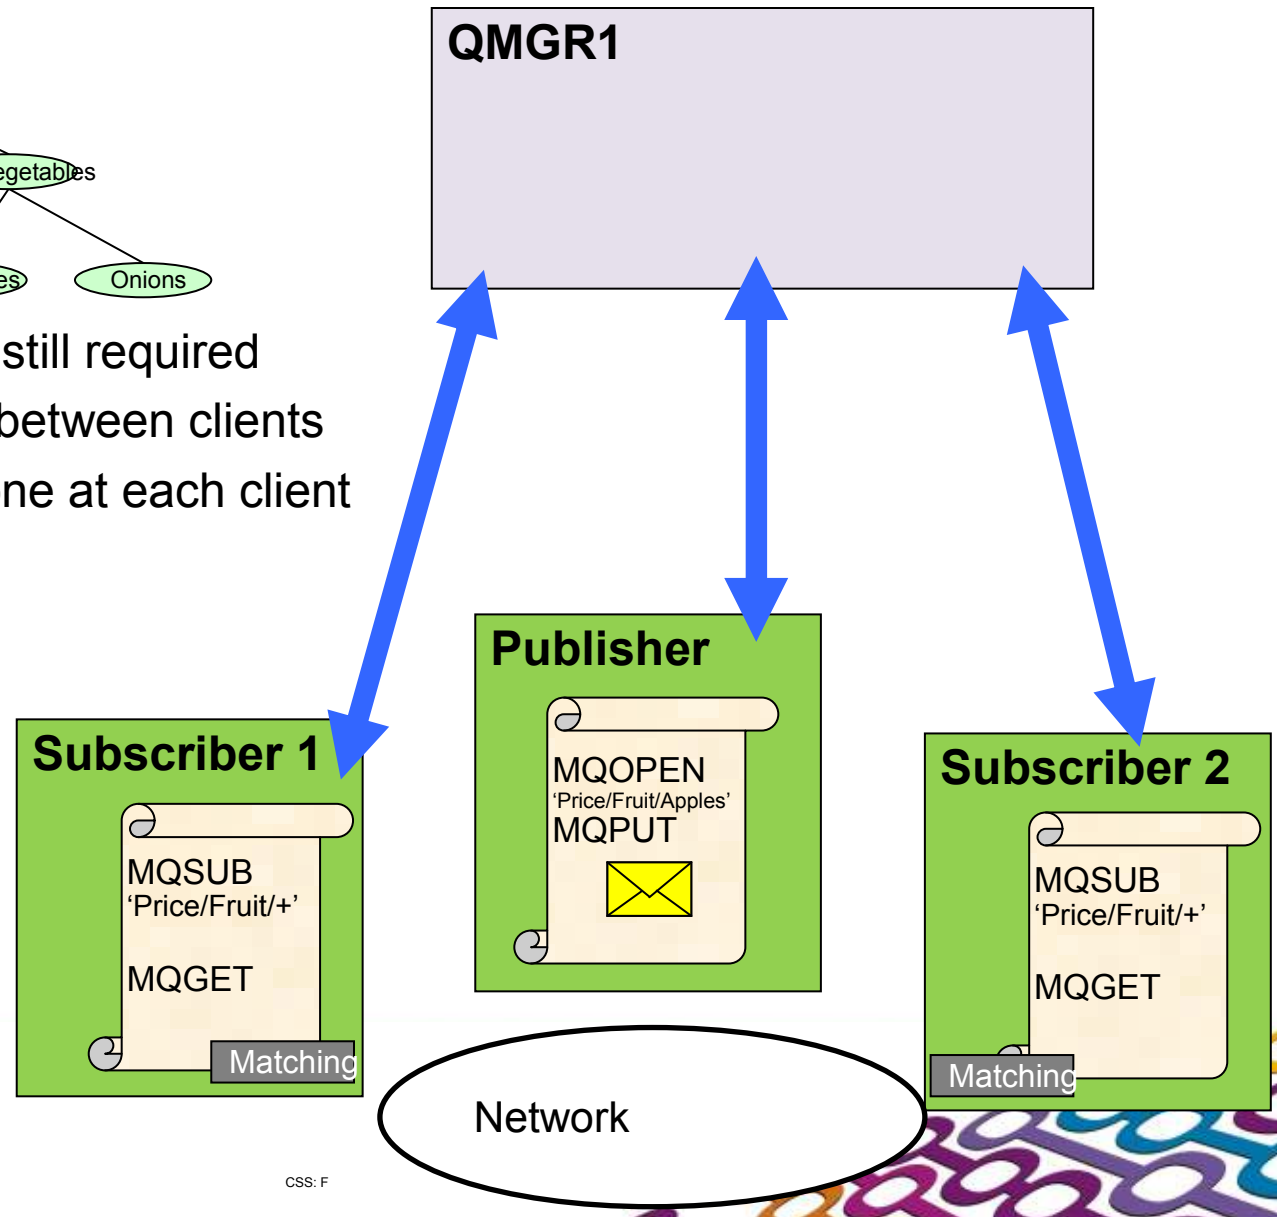 QMGR1
egetables
es
Onions
still required
between clients
one at each client
Publisher
MQOPEN
‘Price/Fruit/Apples’
MQPUT
Subscriber 1
MQSUB
‘Price/Fruit/+’
MQGET
Matching
Subscriber 2
MQSUB
‘Price/Fruit/+’
MQGET
Matching
Network
CSS: F